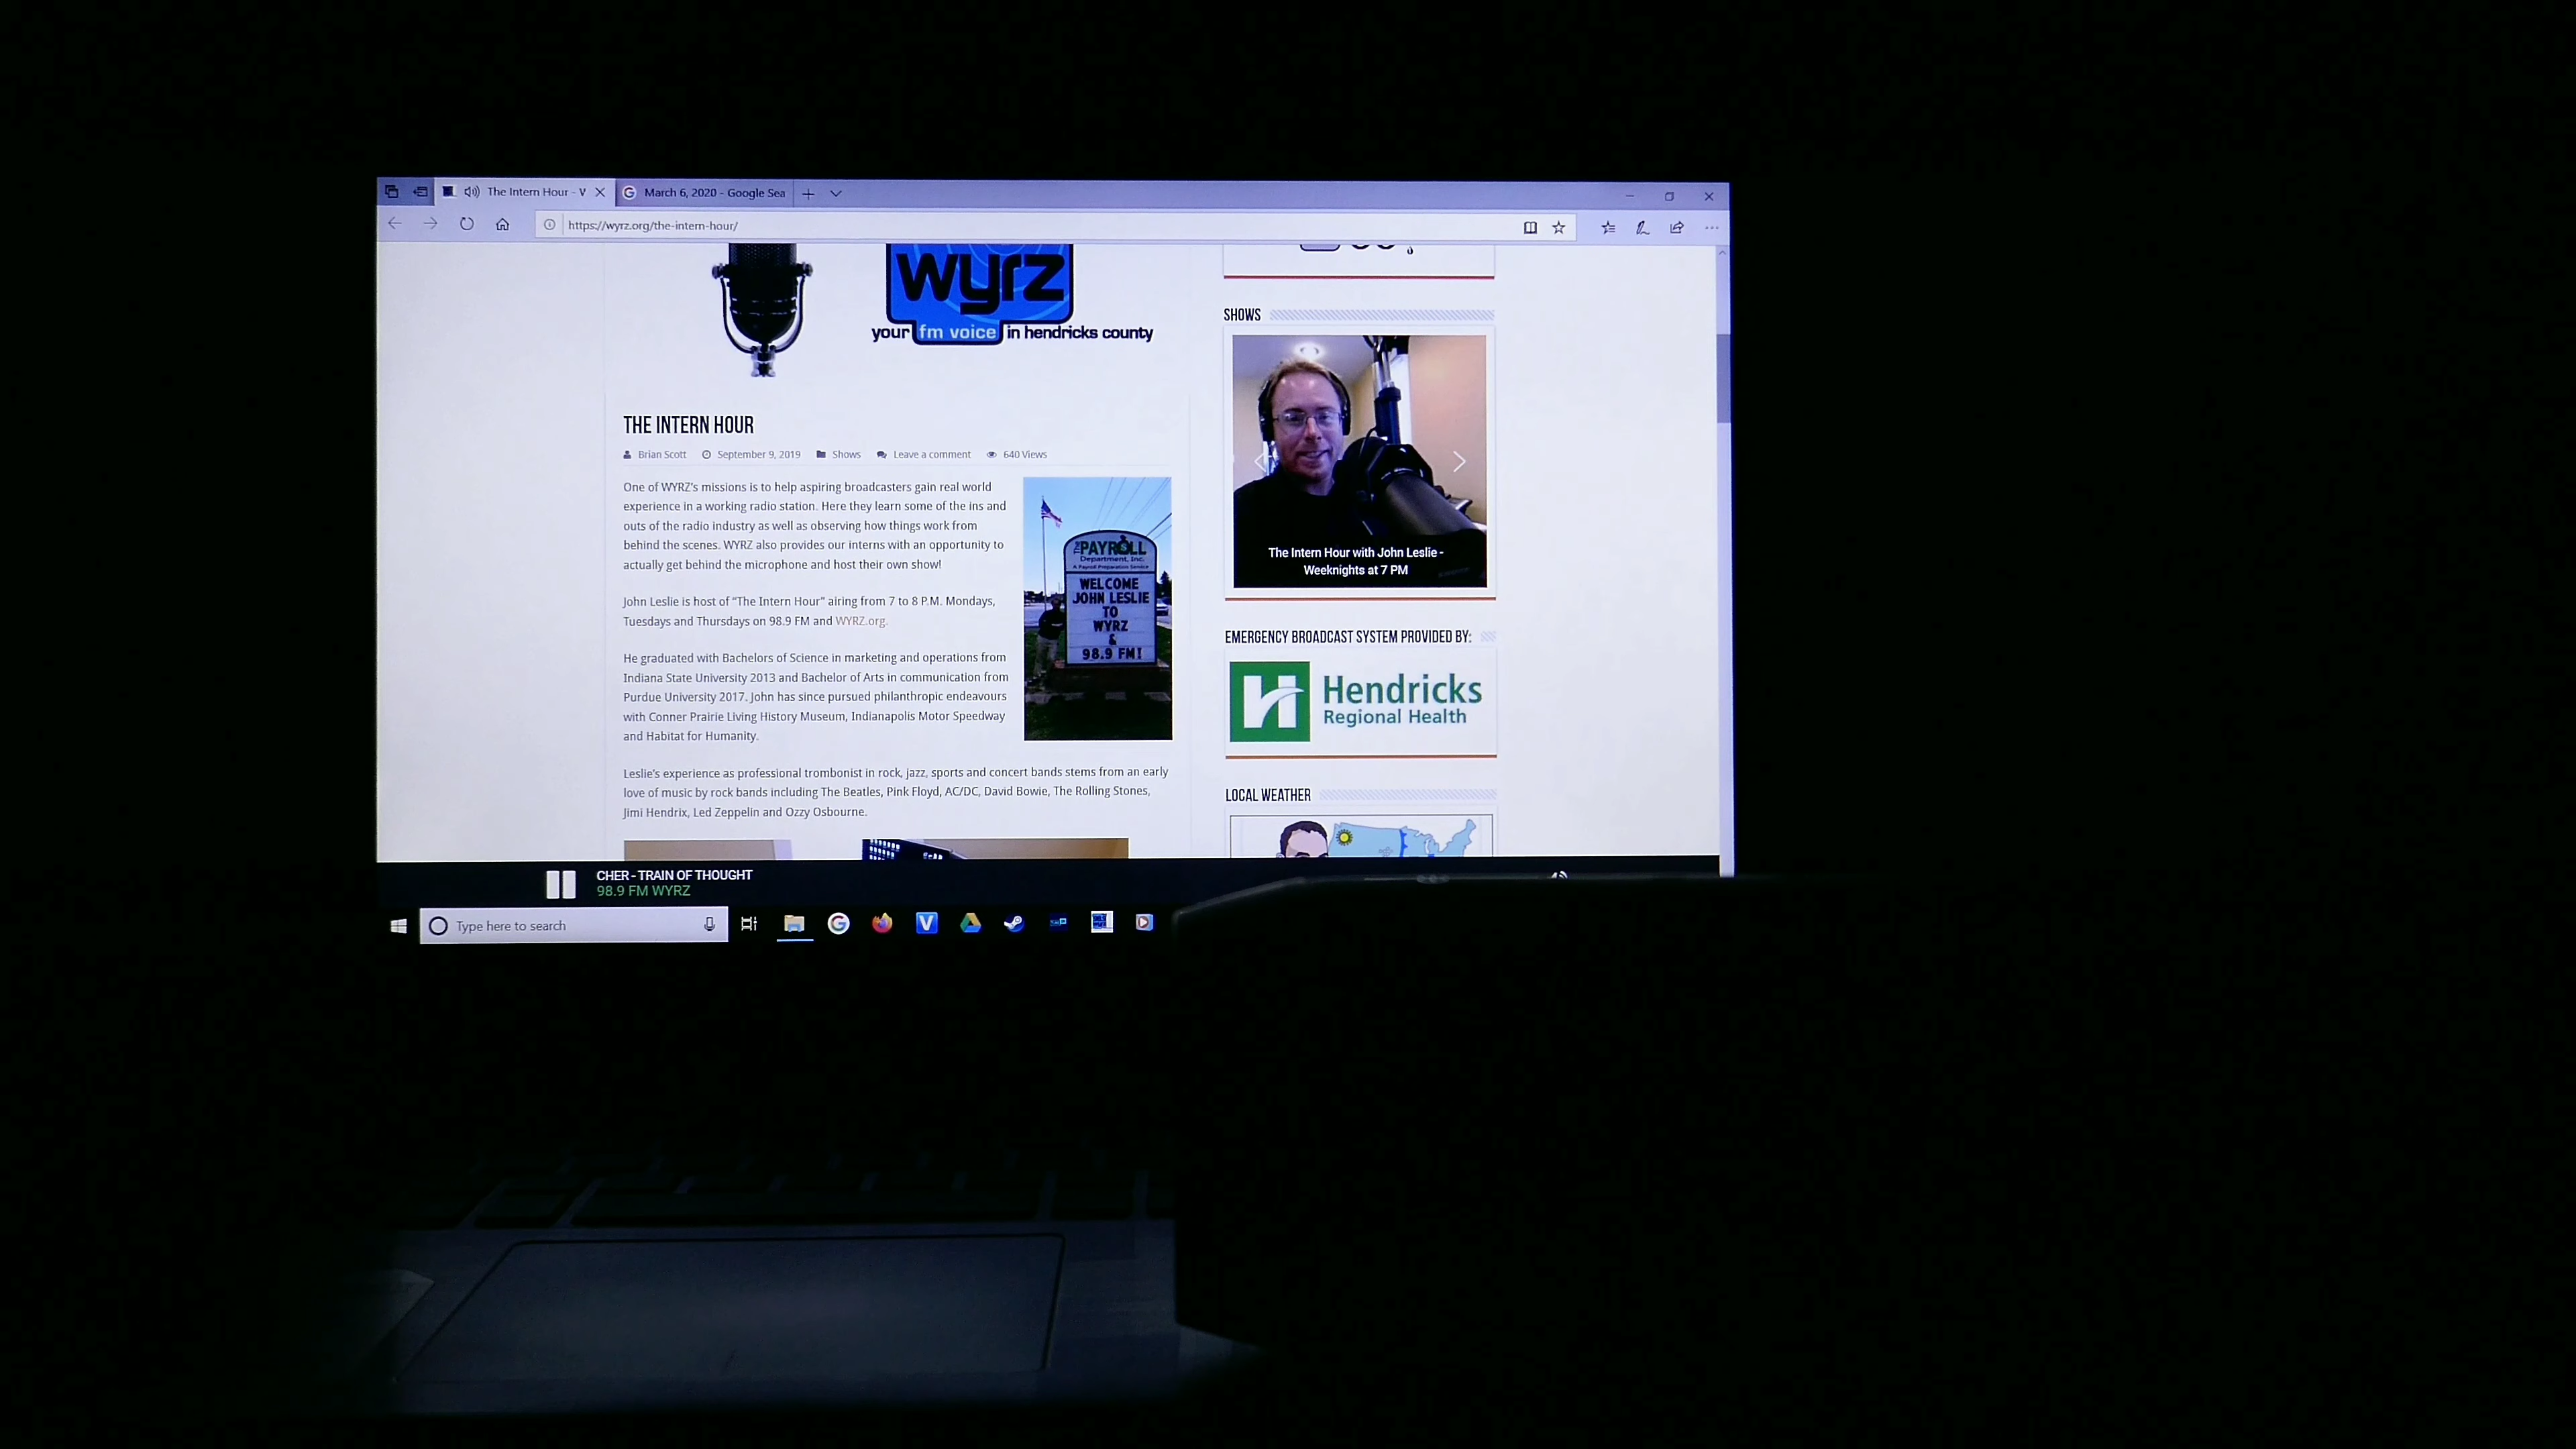 The Intern Hour - V
March 6, 2020 - Google Sea
https://wyrz.org/the-intern-hour/
wyrz
your fm voice in hendricks county
THE INTERN HOUR
Brian Scott September 9, 2019 Shows Leave a comment 640 Views
One of WYRZ's missions is to help aspiring broadcasters gain real world
experience in a working radio station. Here they learn some of the ins and
outs of the radio industry as well as observing how things work from
behind the scenes. WYRZ also provides our interns with an opportunity to
actually get behind the microphone and host their own show!
John Leslie is host of “The Intern Hour” airing from 7 to 8 P.M. Mondays,
Tuesdays and Thursdays on 98.9 FM and WYRZ.org.
He graduated with Bachelors of Science in marketing and operations from
Indiana State University 2013 and Bachelor of Arts in communication from
Purdue University 2017. John has since pursued philanthropic endeavours
with Conner Prairie Living History Museum, Indianapolis Motor Speedway
and Habitat for Humanity.
Leslie's experience as professional trombonist in rock, jazz, sports and concert bands stems from an early
love of music by rock bands including The Beatles, Pink Floyd, AC/DC, David Bowie, The Rolling Stones,
Jimi Hendrix, Led Zeppelin and Ozzy Osbourne.
The PAYROLL
Department, Inc.
A Payroll Preparation Service
WELCOME
JOHN LESLIE
TO
WYRZ
&
98.9 FM!
SHOWS
The Intern Hour with John Leslie -
Weeknights at 7 PM
EMERGENCY BROADCAST SYSTEM PROVIDED BY:
H
Hendricks
Regional Health
LOCAL WEATHER
CHER - TRAIN OF THOUGHT
98.9 FM WYRZ
Type here to search